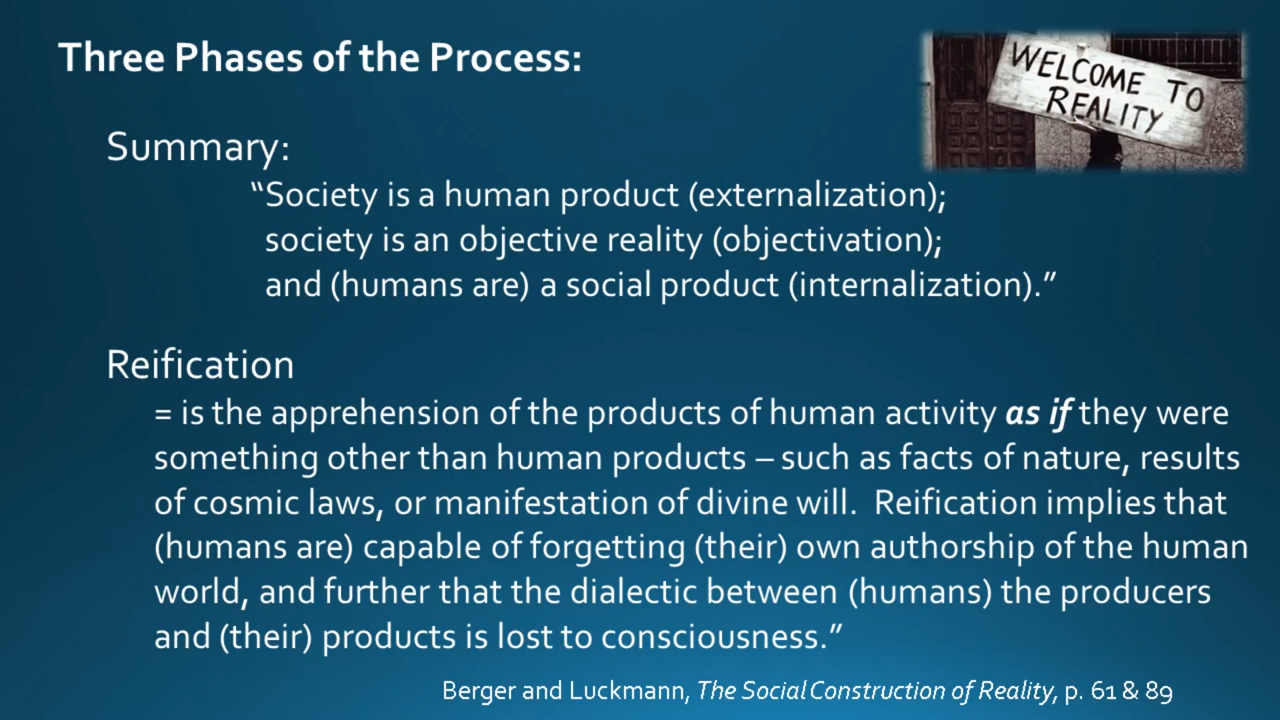 Three Phases of the Process:
WELCOME TO
REALITY
Summary:
“Society is a human product (externalization);
society is an objective reality (objectivation);
and (humans are) a social product (internalization).”
Reification
= is the apprehension of the products of human activity as if they were
something other than human products – such as facts of nature, results
of cosmic laws, or manifestation of divine will.  Reification implies that
(humans are) capable of forgetting (their) own authorship of the human
world, and further that the dialectic between (humans) the producers
and (their) products is lost to consciousness.”
Berger and Luckmann, The Social Construction of Reality, p. 61 & 89